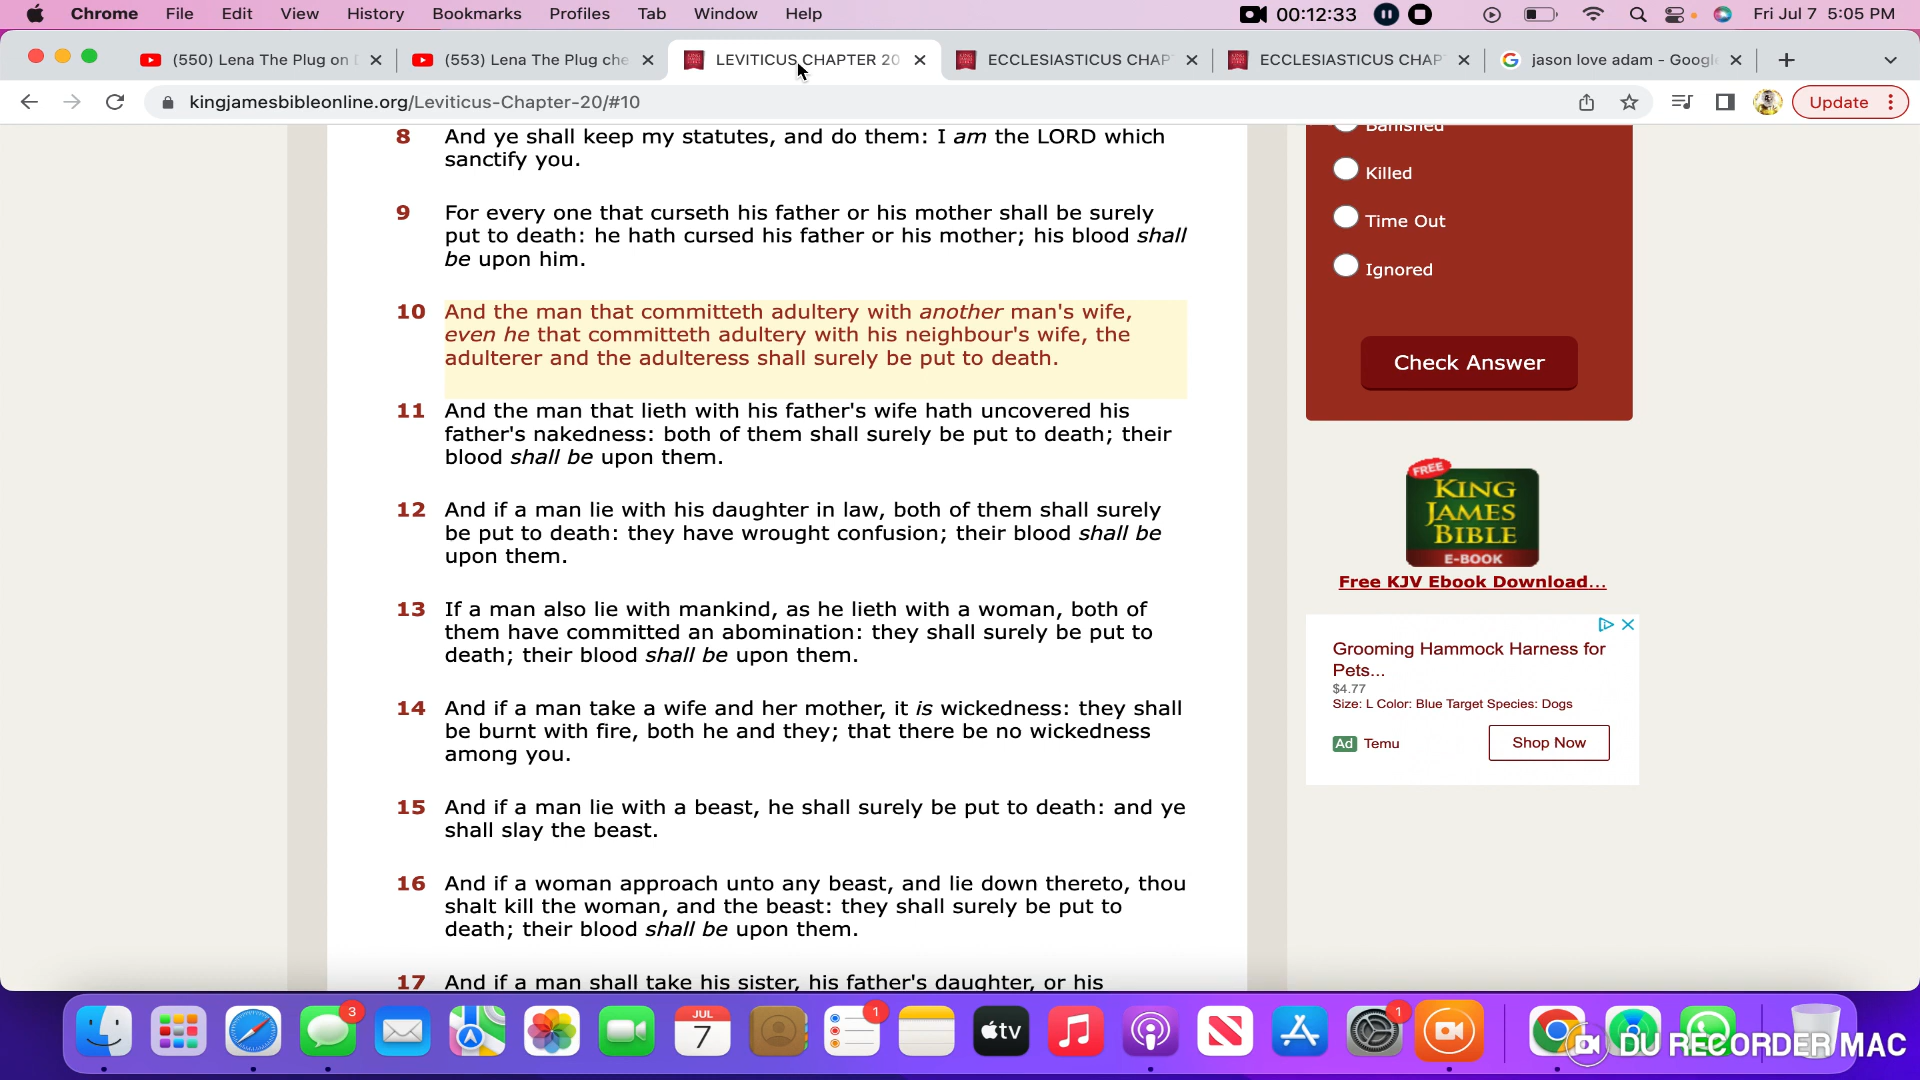 Chrome File Edit View History Bookmarks Profiles Tab Window Help 00:12:33 Fri Jul 7 5:05 PM
(550) Lena The Plug on (553) Lena The Plug che LEVITICUS CHAPTER 20 ECCLESIASTICUS CHAP ECCLESIASTICUS CHAP jason love adam - Google
kingjamesbibleonline.org/Leviticus-Chapter-20/#10 Update
8 And ye shall keep my statutes, and do them: I am the LORD which
sanctify you.
9 For every one that curseth his father or his mother shall be surely
put to death: he hath cursed his father or his mother; his blood shall
be upon him.
10 And the man that committeth adultery with another man's wife,
even he that committeth adultery with his neighbour's wife, the
adulterer and the adulteress shall surely be put to death.
11 And the man that lieth with his father's wife hath uncovered his
father's nakedness: both of them shall surely be put to death; their
blood shall be upon them.
12 And if a man lie with his daughter in law, both of them shall surely
be put to death: they have wrought confusion; their blood shall be
upon them.
13 If a man also lie with mankind, as he lieth with a woman, both of
them have committed an abomination: they shall surely be put to
death; their blood shall be upon them.
14 And if a man take a wife and her mother, it is wickedness: they shall
be burnt with fire, both he and they; that there be no wickedness
among you.
15 And if a man lie with a beast, he shall surely be put to death: and ye
shall slay the beast.
16 And if a woman approach unto any beast, and lie down thereto, thou
shalt kill the woman, and the beast: they shall surely be put to
death; their blood shall be upon them.
17 And if a man shall take his sister, his father's daughter, or his
Banished
Killed
Time Out
Ignored
Check Answer
FREE
KING
JAMES
BIBLE
E-BOOK
Free KJV Ebook Download...
Grooming Hammock Harness for
Pets...
$4.77
Size: L Color: Blue Target Species: Dogs
Ad Temu
Shop Now
3
JUL
7
1
tv
1
DU RECORDER MAC